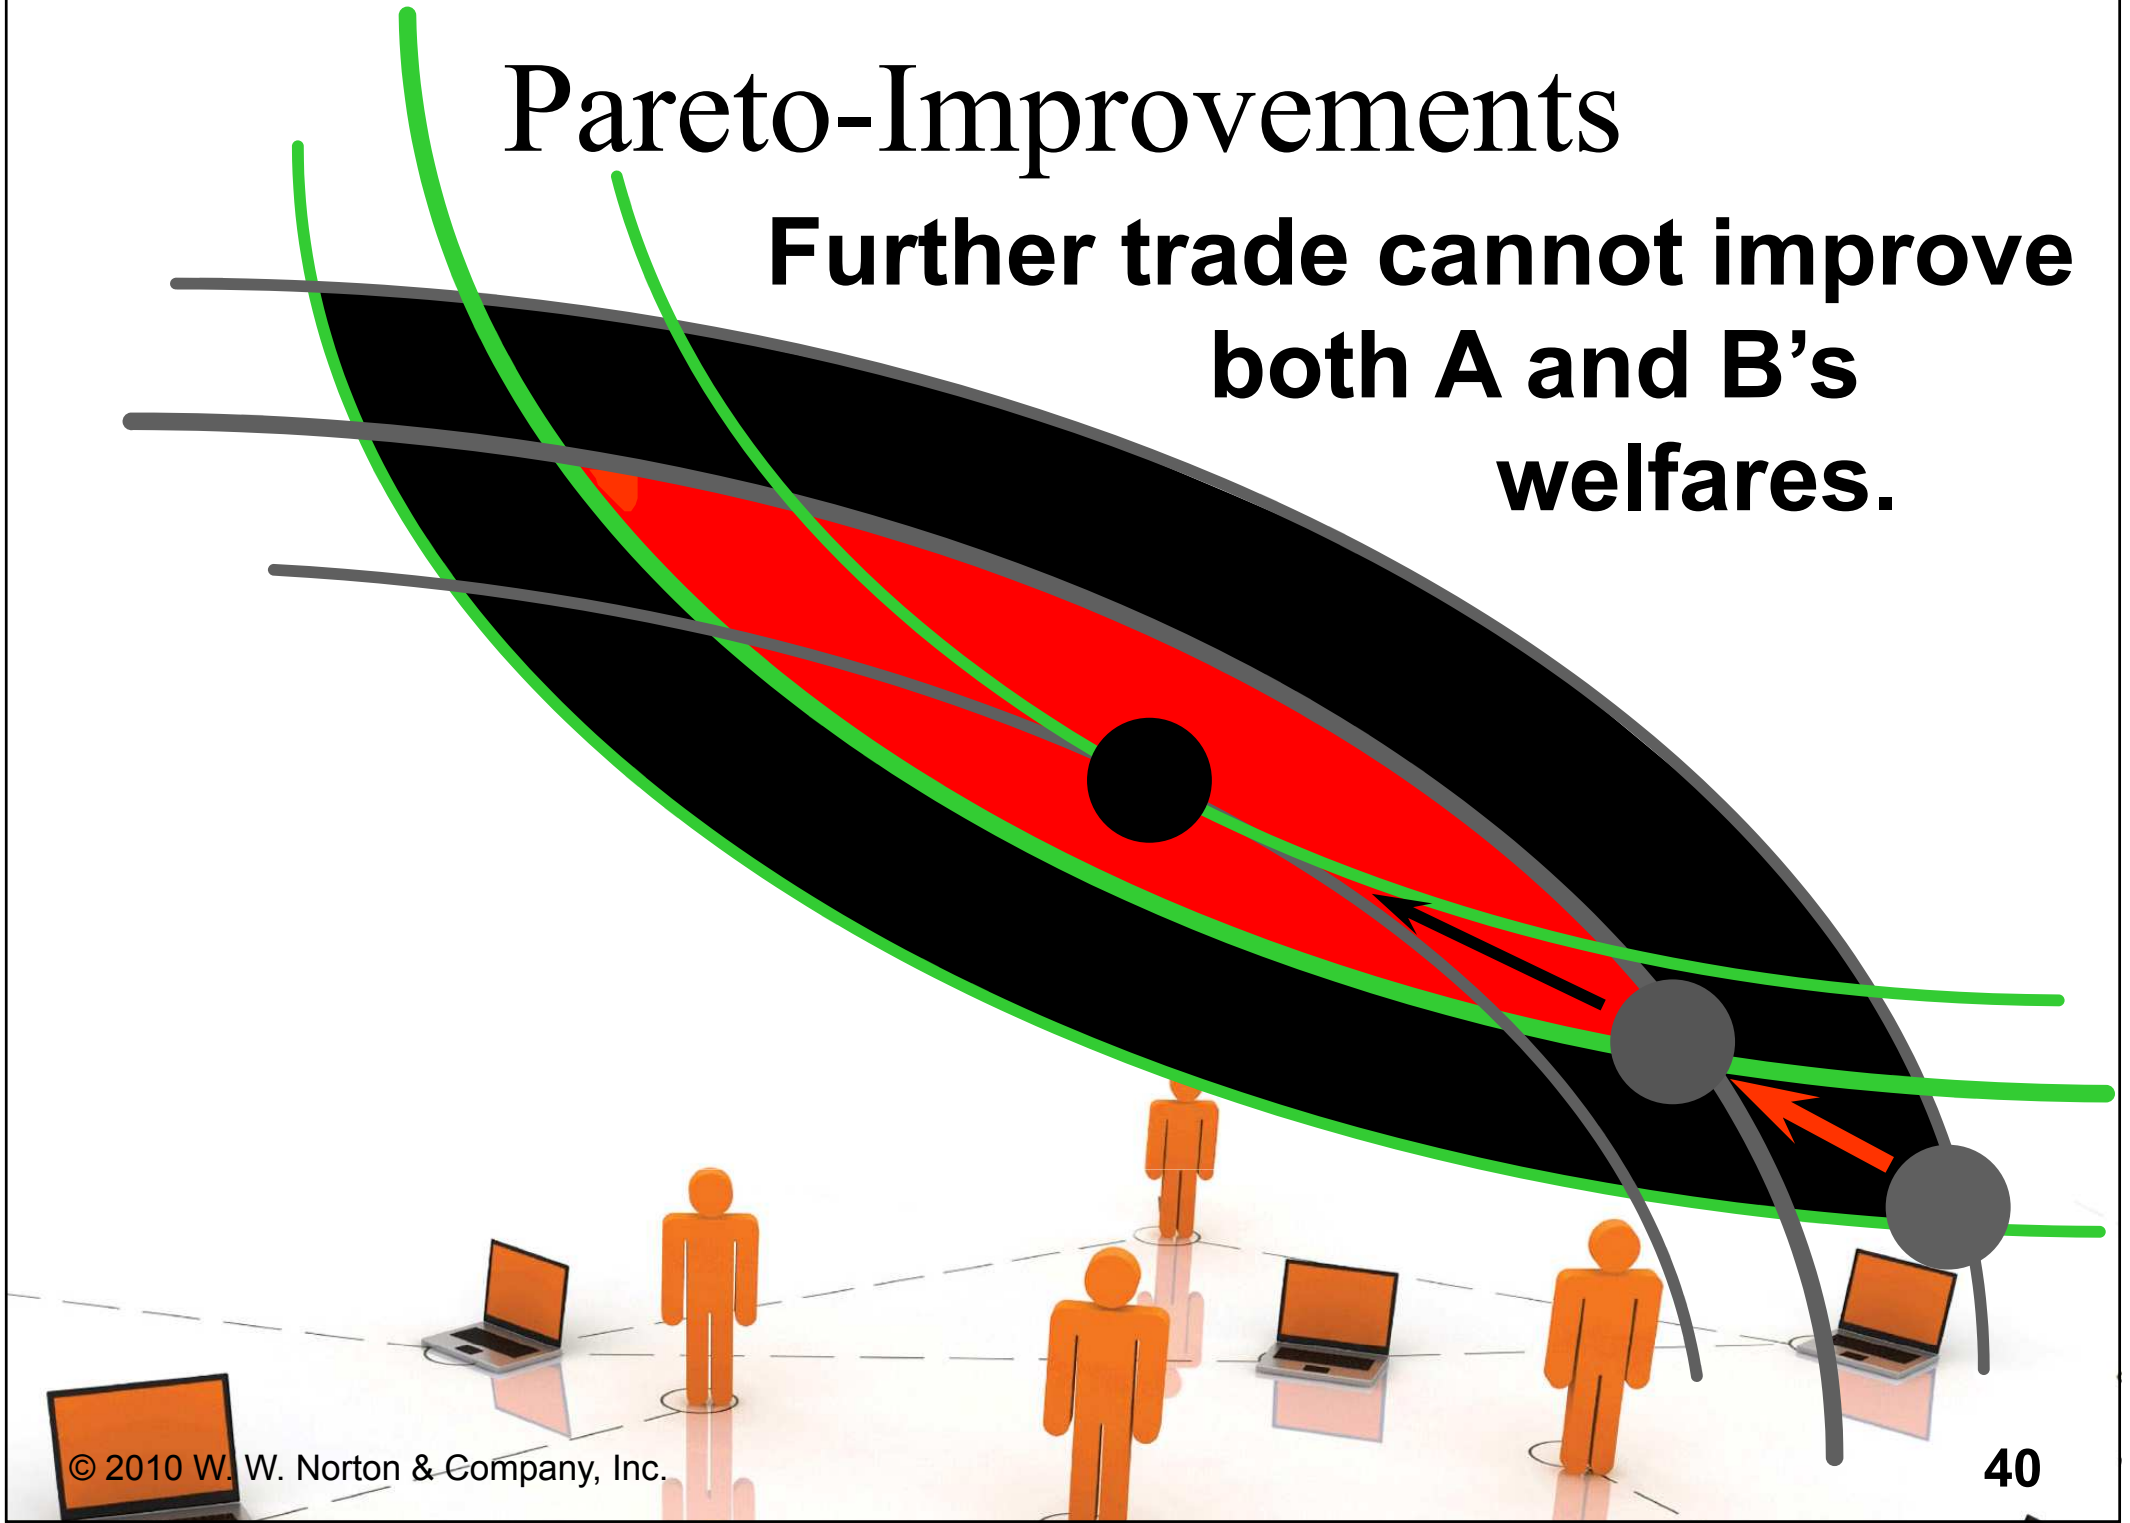 Pareto-Improvements
Further trade cannot improve
both A and B’s
welfares.
© 2010 W. W. Norton & Company, Inc.
40